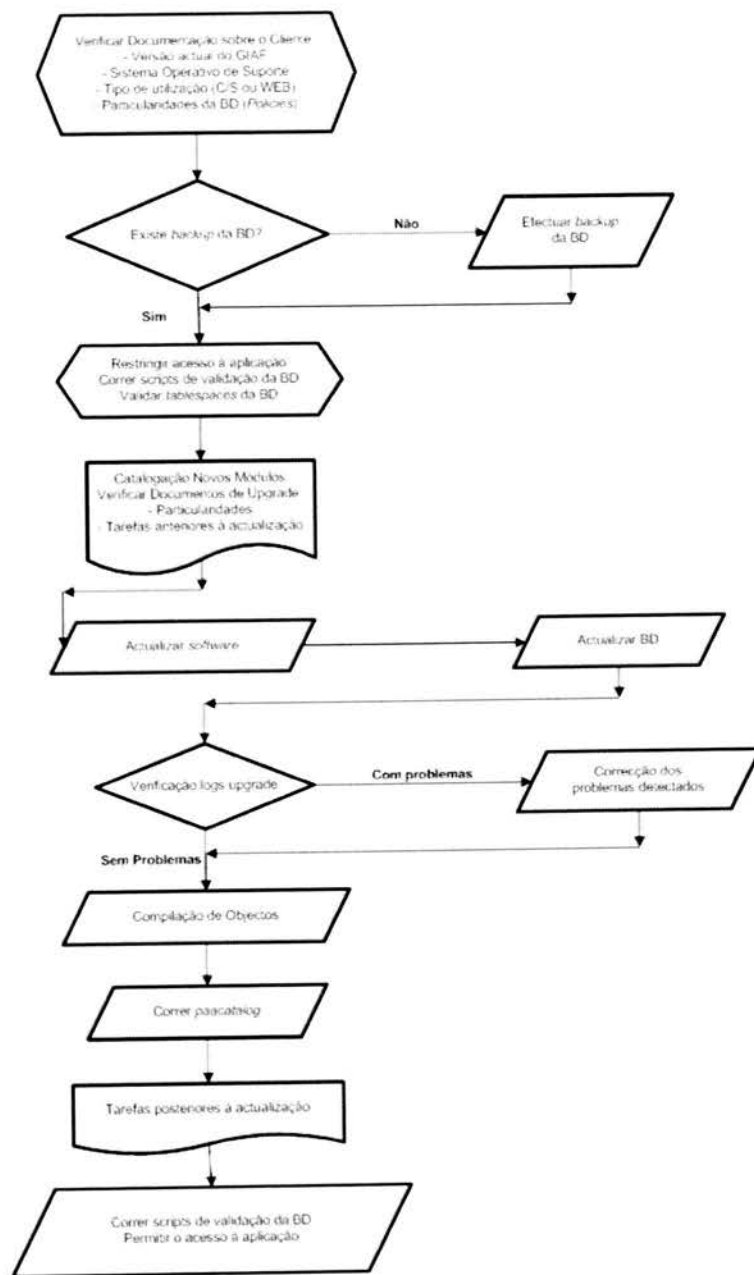 Verificar Documentação sobre o Cliente
- Versão actual do GIAF
- Sistema Operativo de Suporte
- Tipo de utilização (C/S ou WEB)
- Particularidades da BD (Policies)
Existe backup da BD?
Não
Efectuar backup
da BD
Sim
Restringir acesso à aplicação
Correr scripts de validação da BD
Validar tablespaces da BD
Catalogação Novos Módulos
Verificar Documentos de Upgrade
- Particularidades
- Tarefas anteriores à actualização
Actualizar software
Actualizar BD
Verificação logs upgrade
Com problemas
Correcção dos
problemas detectados
Sem Problemas
Compilação de Objectos
Correr paacatalog
Tarefas posteriores à actualização
Correr scripts de validação da BD
Permitir o acesso à aplicação